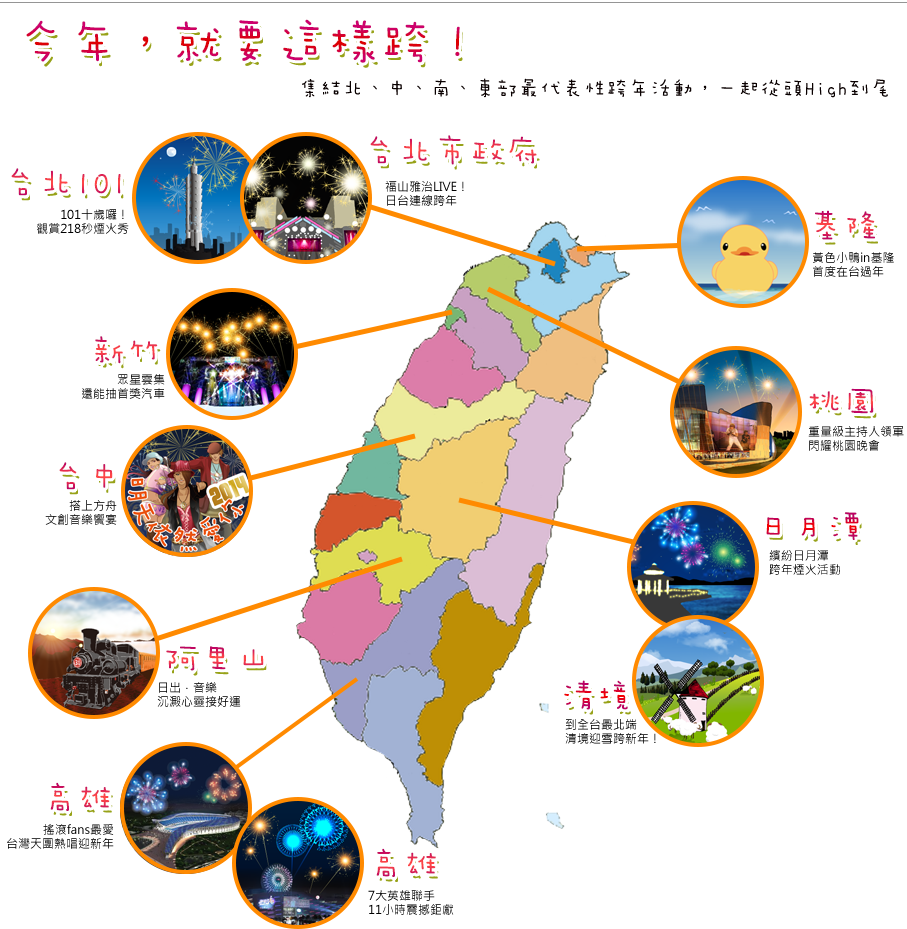 今年，就要這樣跨！
集結北、中、南、東部最代表性跨年活動，一起從頭High到尾
台北101
101十歲囉！
觀賞218秒煙火秀
台北市政府
福山雅治LIVE！
日台連線跨年
基隆
黃色小鴨in基隆
首度在台過年
新竹
眾星雲集
還能抽首獎汽車
桃園
重量級主持人領軍
閃耀桃園晚會
台中
搭上方舟
文創音樂饗宴
2014
明天依然愛你
日月潭
繽紛日月潭
跨年煙火活動
阿里山
日出．音樂
沉澱心靈接好運
清境
到全台最北端
清境迎雪跨新年！
高雄
搖滾fans最愛
台灣天團熱唱迎新年
高雄
7大英雄聯手
11小時震撼鉅獻